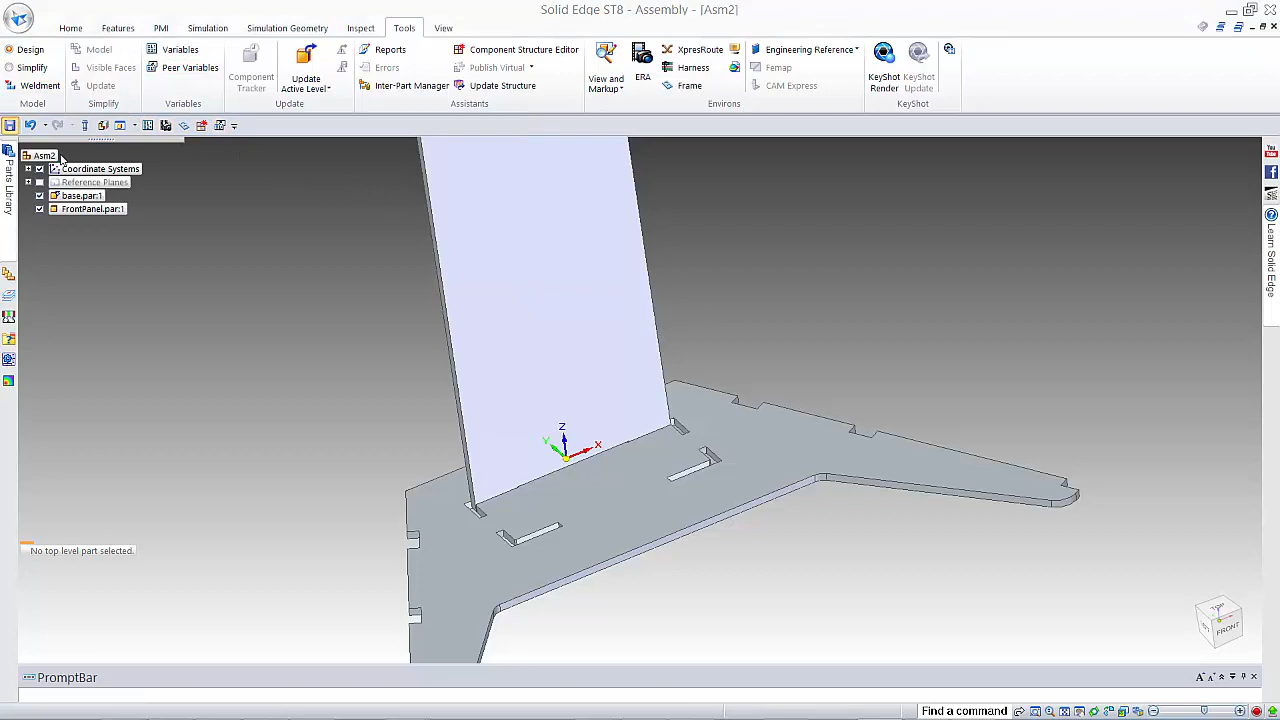 Solid Edge ST8 - Assembly - [Asm2]
Home Features PMI Simulation Simulation Geometry Inspect Tools View
Design
Simplify
Weldment
Model
Model
Visible Faces
Update
Simplify
Variables
Peer Variables
Variables
Component
Tracker
Update
Active Level
Update
Reports
Errors
Inter-Part Manager
Component Structure Editor
Publish Virtual
Update Structure
Assistants
View and
Markup
ERA
XpresRoute
Harness
Frame
Engineering Reference
Femap
CAM Express
Environs
KeyShot
Render
KeyShot
Update
KeyShot
Parts Library
Asm2
Coordinate Systems
Reference Planes
base.par:1
FrontPanel.par:1
No top level part selected.
Z
Y
X
You
Tube
Learn Solid Edge
TOP
FRONT
PromptBar
Find a command